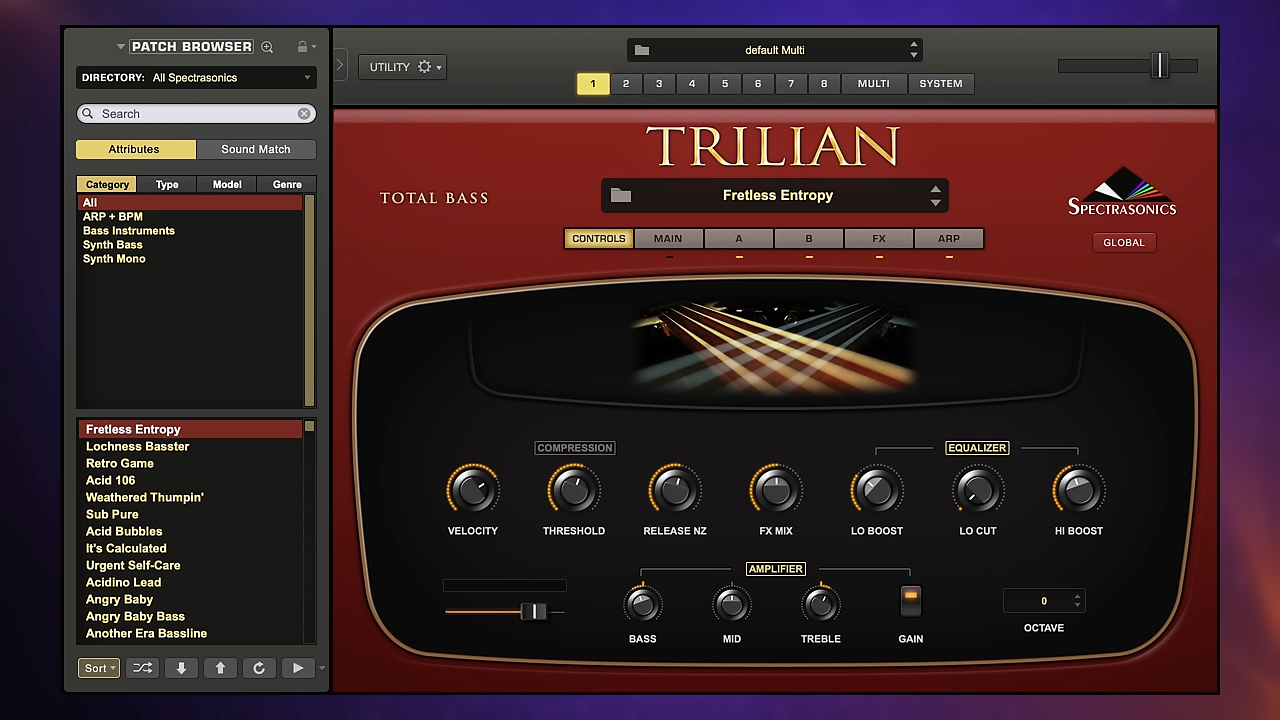 PATCH BROWSER
DIRECTORY: All Spectrasonics
Search
Attributes Sound Match
Category Type Model Genre
All
ARP + BPM
Bass Instruments
Synth Bass
Synth Mono
Fretless Entropy
Lochness Basster
Retro Game
Acid 106
Weathered Thumpin'
Sub Pure
Acid Bubbles
It's Calculated
Urgent Self-Care
Acidino Lead
Angry Baby
Angry Baby Bass
Another Era Bassline
Sort
UTILITY
default Multi
1 2 3 4 5 6 7 8 MULTI SYSTEM
TRILIAN
TOTAL BASS
Fretless Entropy
SPECTRASONICS
GLOBAL
CONTROLS MAIN A B FX ARP
COMPRESSION EQUALIZER
VELOCITY THRESHOLD RELEASE NZ FX MIX LO BOOST LO CUT HI BOOST
AMPLIFIER
BASS MID TREBLE GAIN
0
OCTAVE